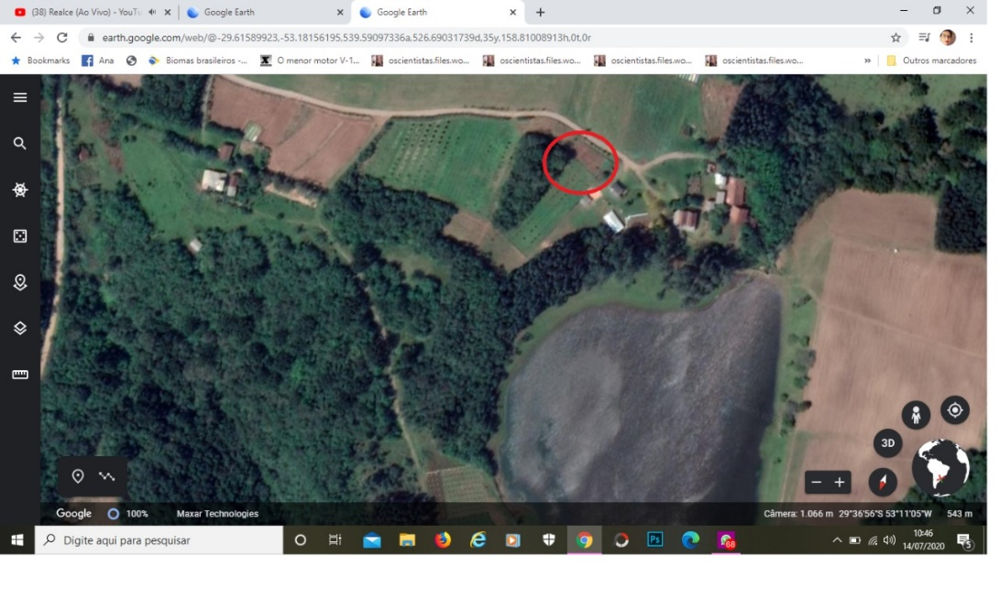 (38) Realce (Ao Vivo) - YouTu
Google Earth
Google Earth
earth.google.com/web/@-29.61589923,-53.18156195,539.59097336a,526.69031739d,35y,158.81008913h,0t,0r
Bookmarks
Ana
Biomas brasileiros -...
O menor motor V-1...
oscientistas.files.wo...
oscientistas.files.wo...
oscientistas.files.wo...
oscientistas.files.wo...
»
Outros marcadores
3D
Google
100%
Maxar Technologies
Câmera: 1.066 m 29°36'56"S 53°11'05"W 543 m
Digite aqui para pesquisar
Ps
68
10:46
14/07/2020
5